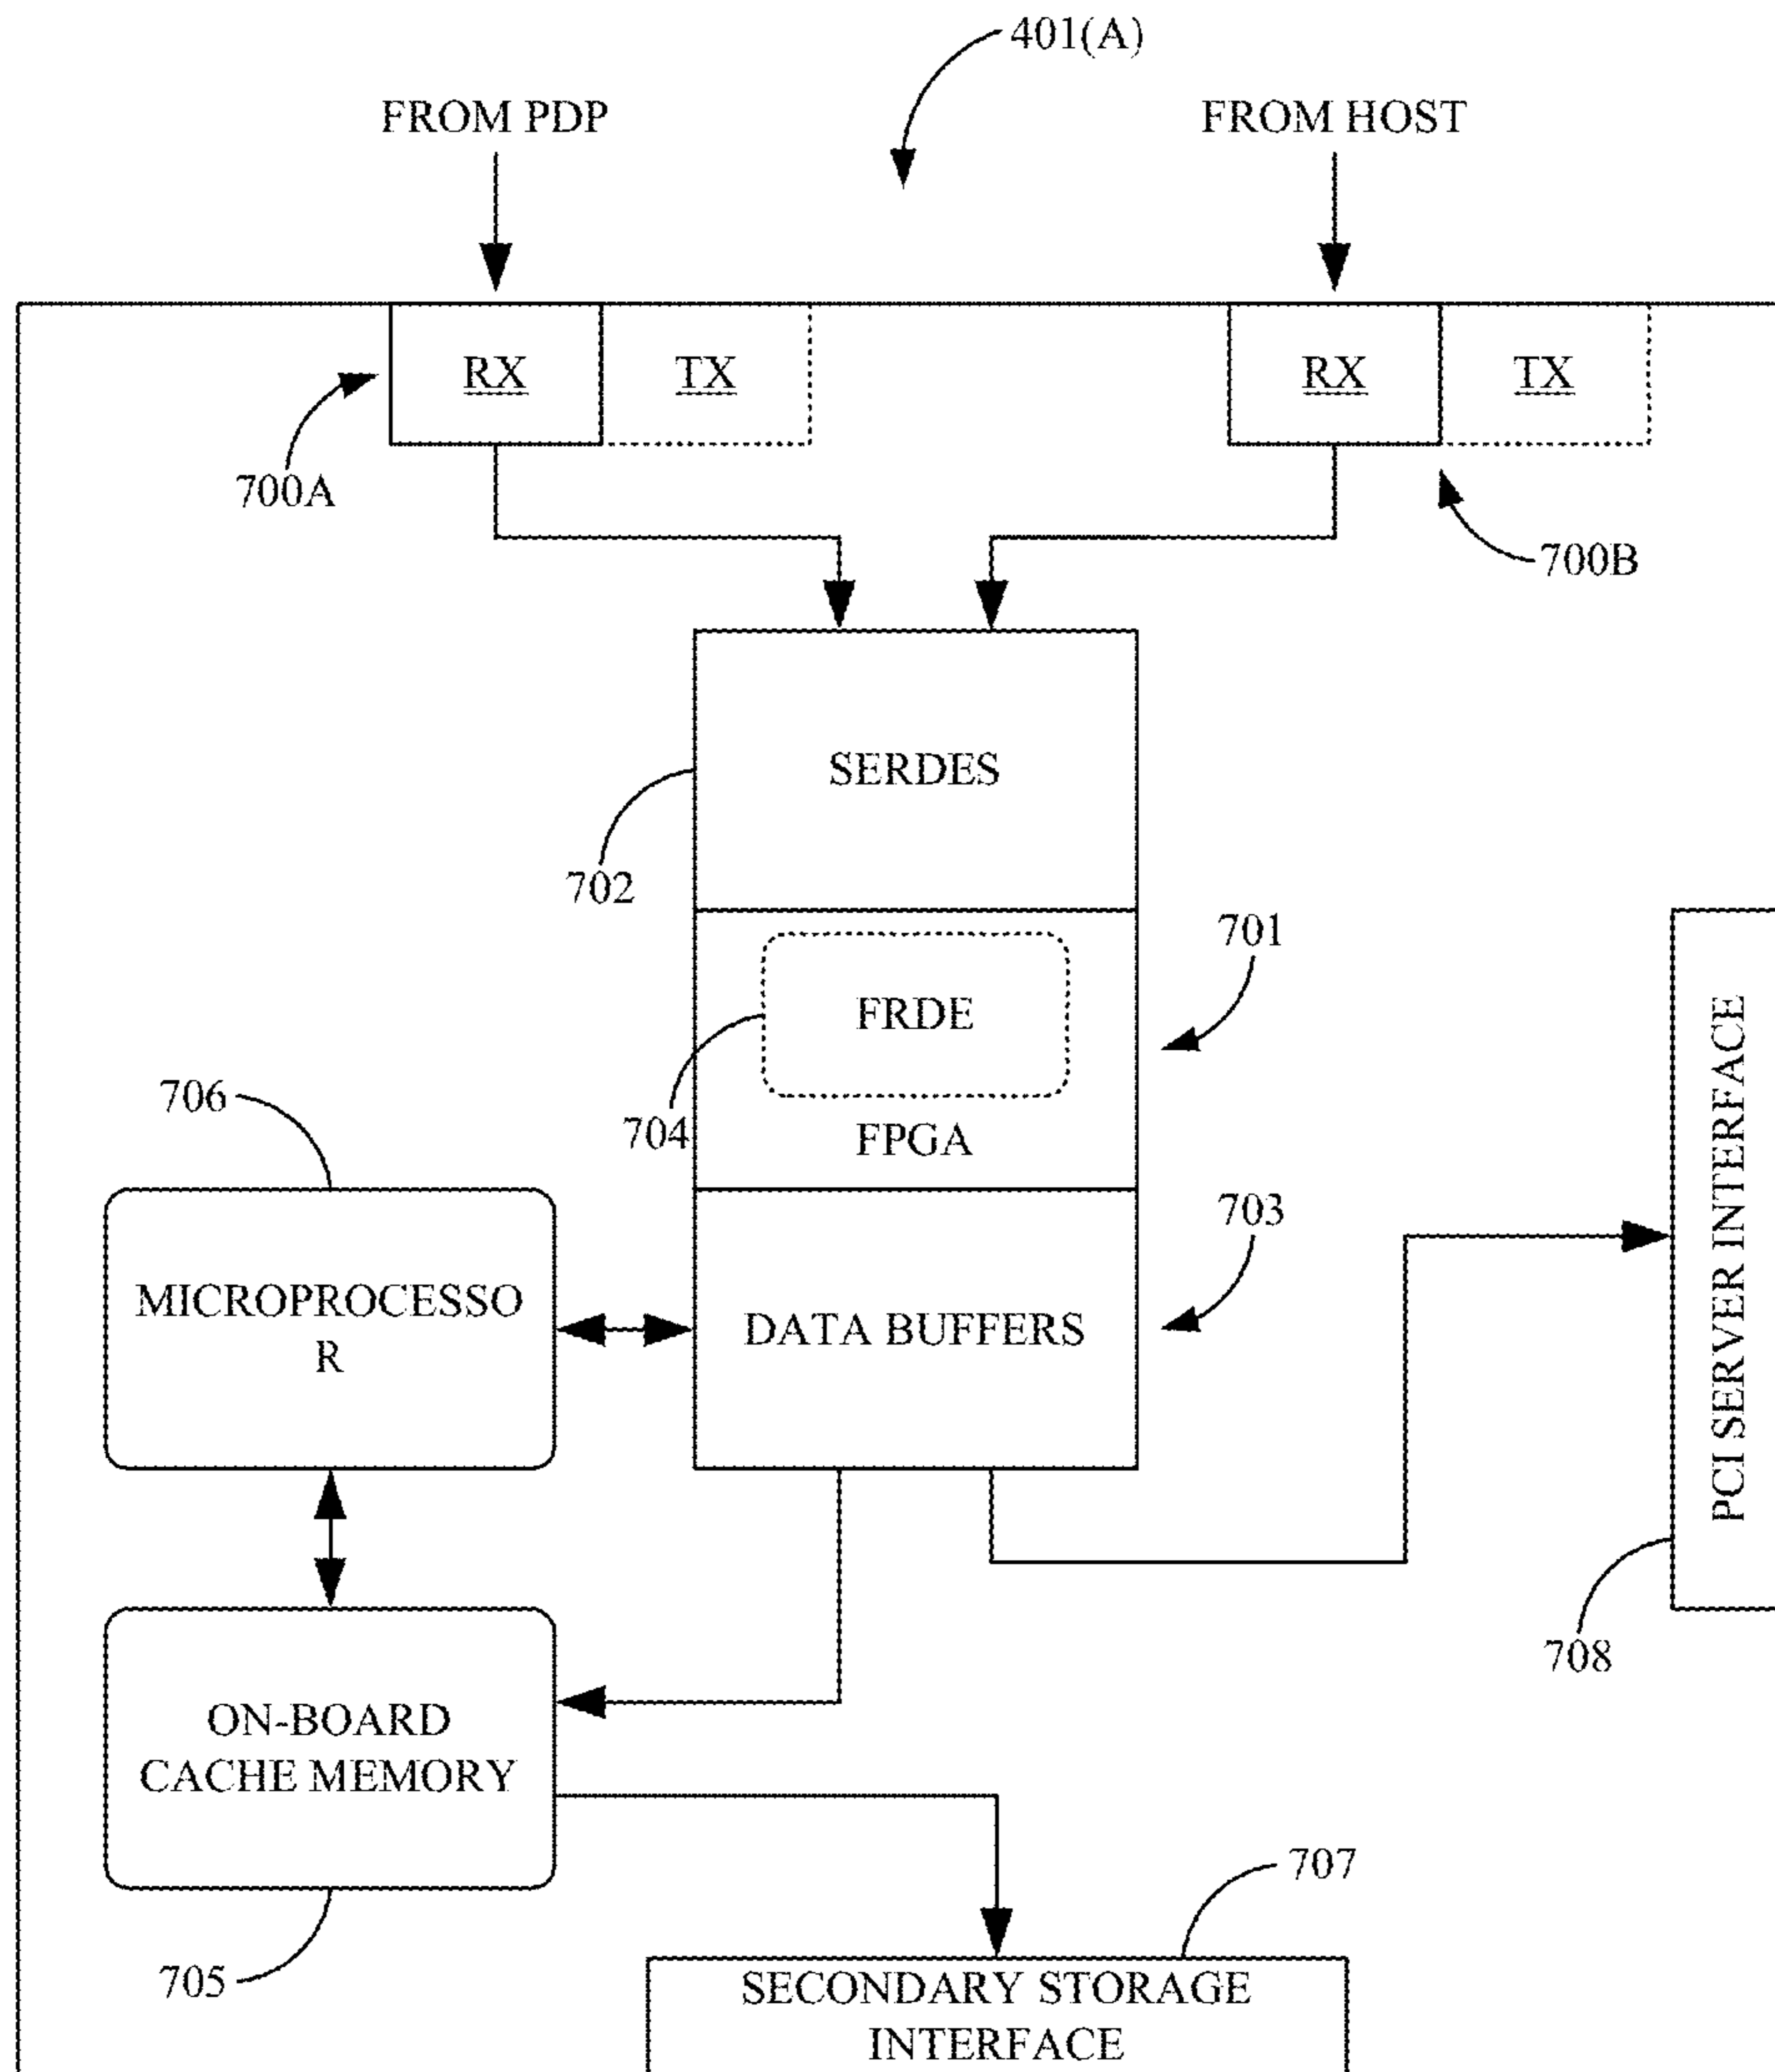 401(A)
FROM PDP
FROM HOST
RX
TX
RX
TX
700A
700B
SERDES
702
701
FRDE
704
FPGA
706
703
MICROPROCESSO
R
DATA BUFFERS
PCI SERVER INTERFACE
708
ON-BOARD
CACHE MEMORY
707
705
SECONDARY STORAGE
INTERFACE